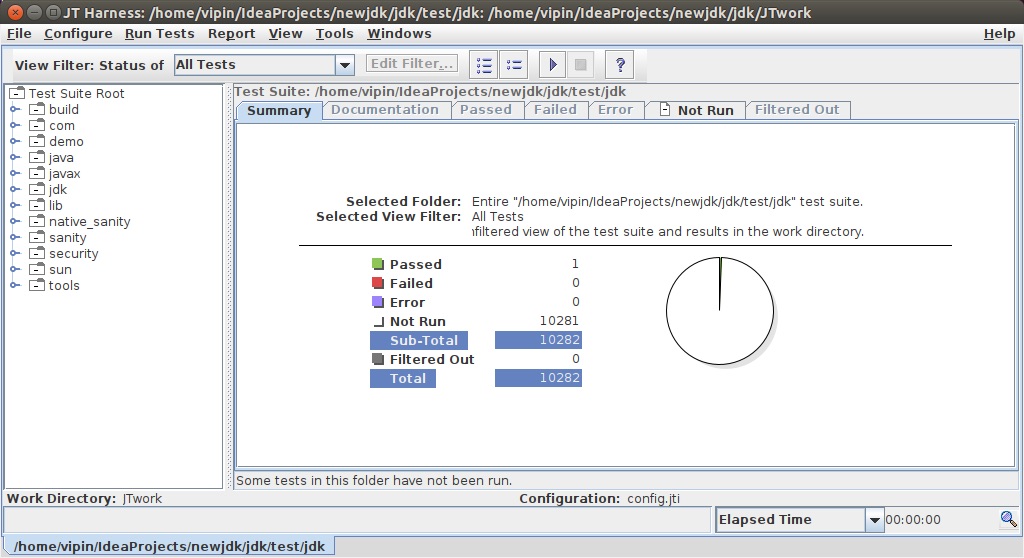 JT Harness: /home/vipin/IdeaProjects/newjdk/jdk/test/jdk: /home/vipin/IdeaProjects/newjdk/jdk/JTwork
File Configure Run Tests Report View Tools Windows Help
View Filter: Status of All Tests Edit Filter... ?
Test Suite Root
build
com
demo
java
javax
jdk
lib
native_sanity
sanity
security
sun
tools
Test Suite: /home/vipin/IdeaProjects/newjdk/jdk/test/jdk
Summary Documentation Passed Failed Error Not Run Filtered Out
Selected Folder: Entire "/home/vipin/IdeaProjects/newjdk/jdk/test/jdk" test suite.
Selected View Filter: All Tests
filtered view of the test suite and results in the work directory.
Passed 1
Failed 0
Error 0
Not Run 10281
Sub-Total 10282
Filtered Out 0
Total 10282
Some tests in this folder have not been run.
Work Directory: JTwork Configuration: config.jti
Elapsed Time 00:00:00
/home/vipin/IdeaProjects/newjdk/jdk/test/jdk